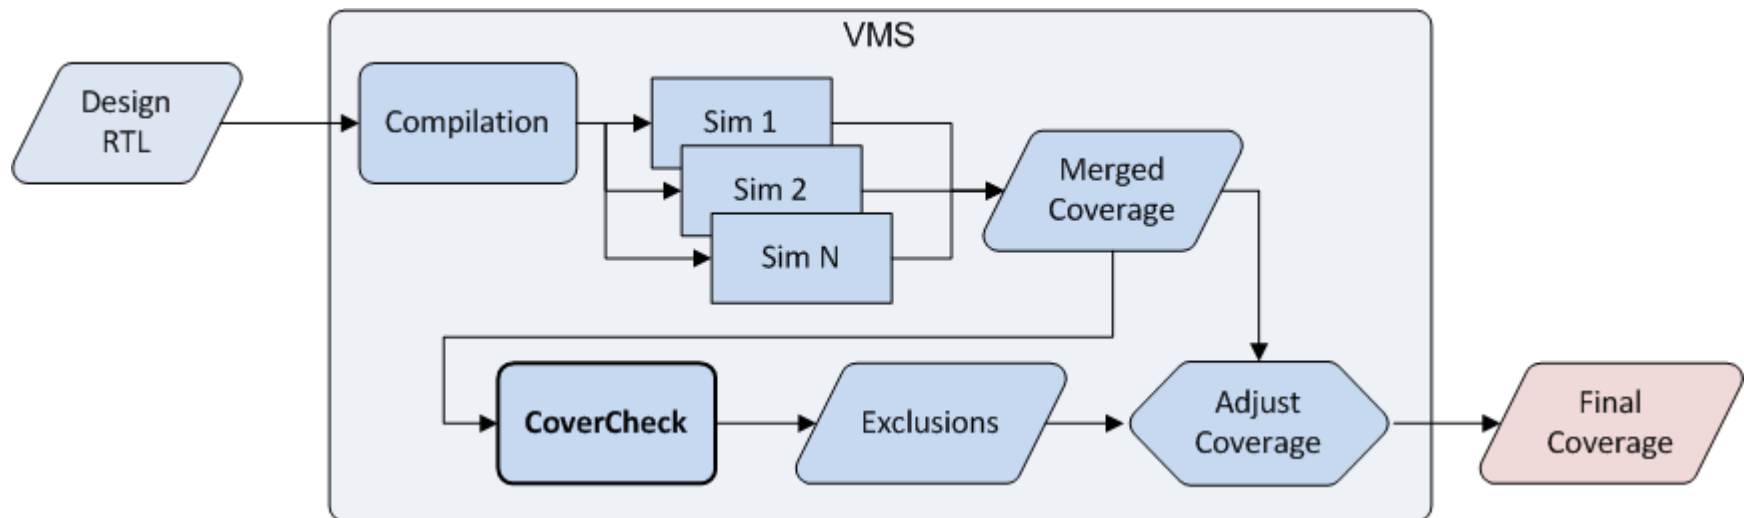 VMS
Design
RTL
Compilation
Sim 1
Sim 2
Sim N
Merged
Coverage
CoverCheck
Exclusions
Adjust
Coverage
Final
Coverage